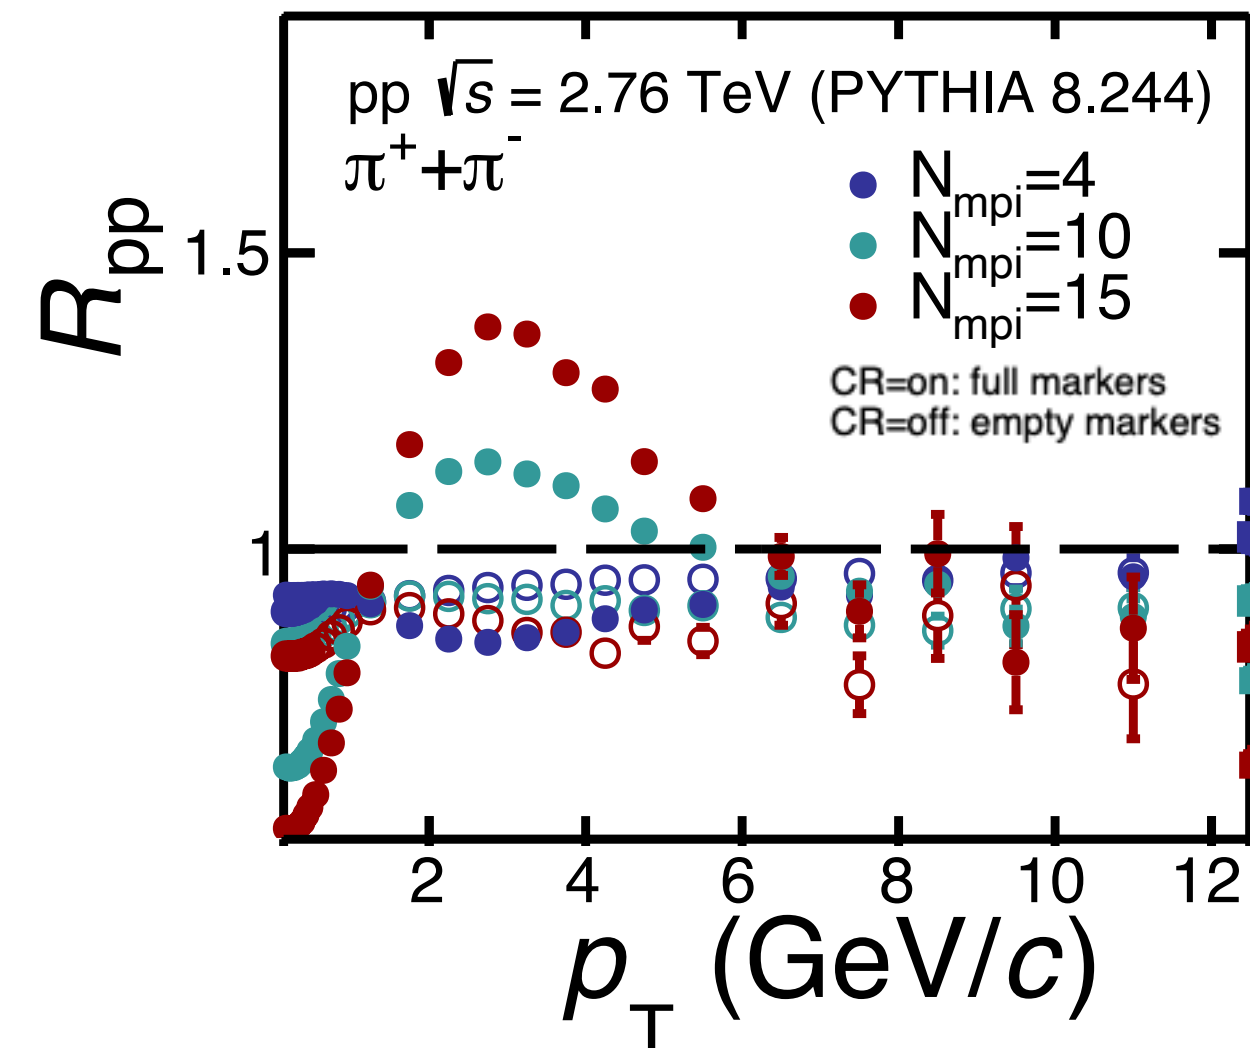 pp √s = 2.76 TeV (PYTHIA 8.244)
π⁺+π⁻
N_mpi=4
N_mpi=10
N_mpi=15
CR=on: full markers
CR=off: empty markers
R_pp
1.5
1
2 4 6 8 10 12
p_T (GeV/c)